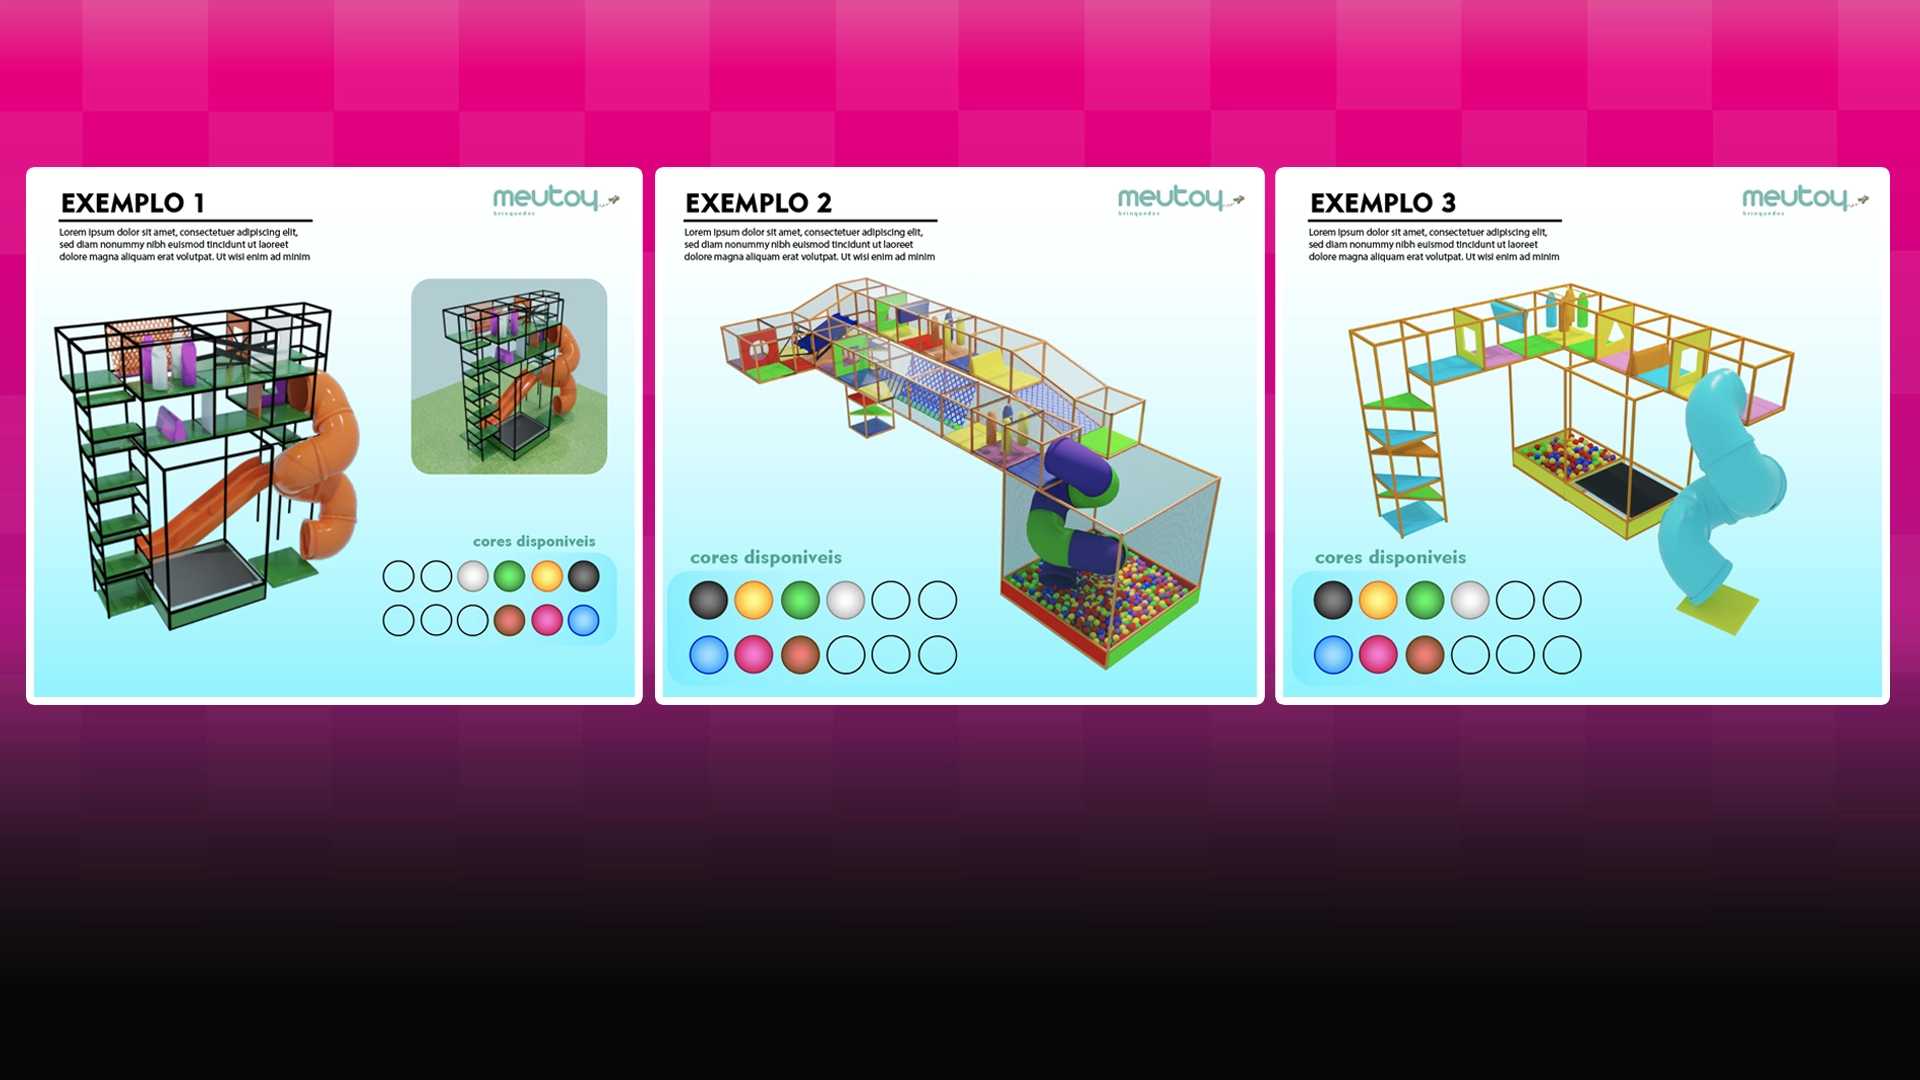 EXEMPLO 1
meutoy
brinquedos
Lorem ipsum dolor sit amet, consectetuer adipiscing elit,
sed diam nonummy nibh euismod tincidunt ut laoreet
dolore magna aliquam erat volutpat. Ut wisi enim ad minim
cores disponiveis
EXEMPLO 2
meutoy
brinquedos
Lorem ipsum dolor sit amet, consectetuer adipiscing elit,
sed diam nonummy nibh euismod tincidunt ut laoreet
dolore magna aliquam erat volutpat. Ut wisi enim ad minim
cores disponiveis
EXEMPLO 3
meutoy
brinquedos
Lorem ipsum dolor sit amet, consectetuer adipiscing elit,
sed diam nonummy nibh euismod tincidunt ut laoreet
dolore magna aliquam erat volutpat. Ut wisi enim ad minim
cores disponiveis